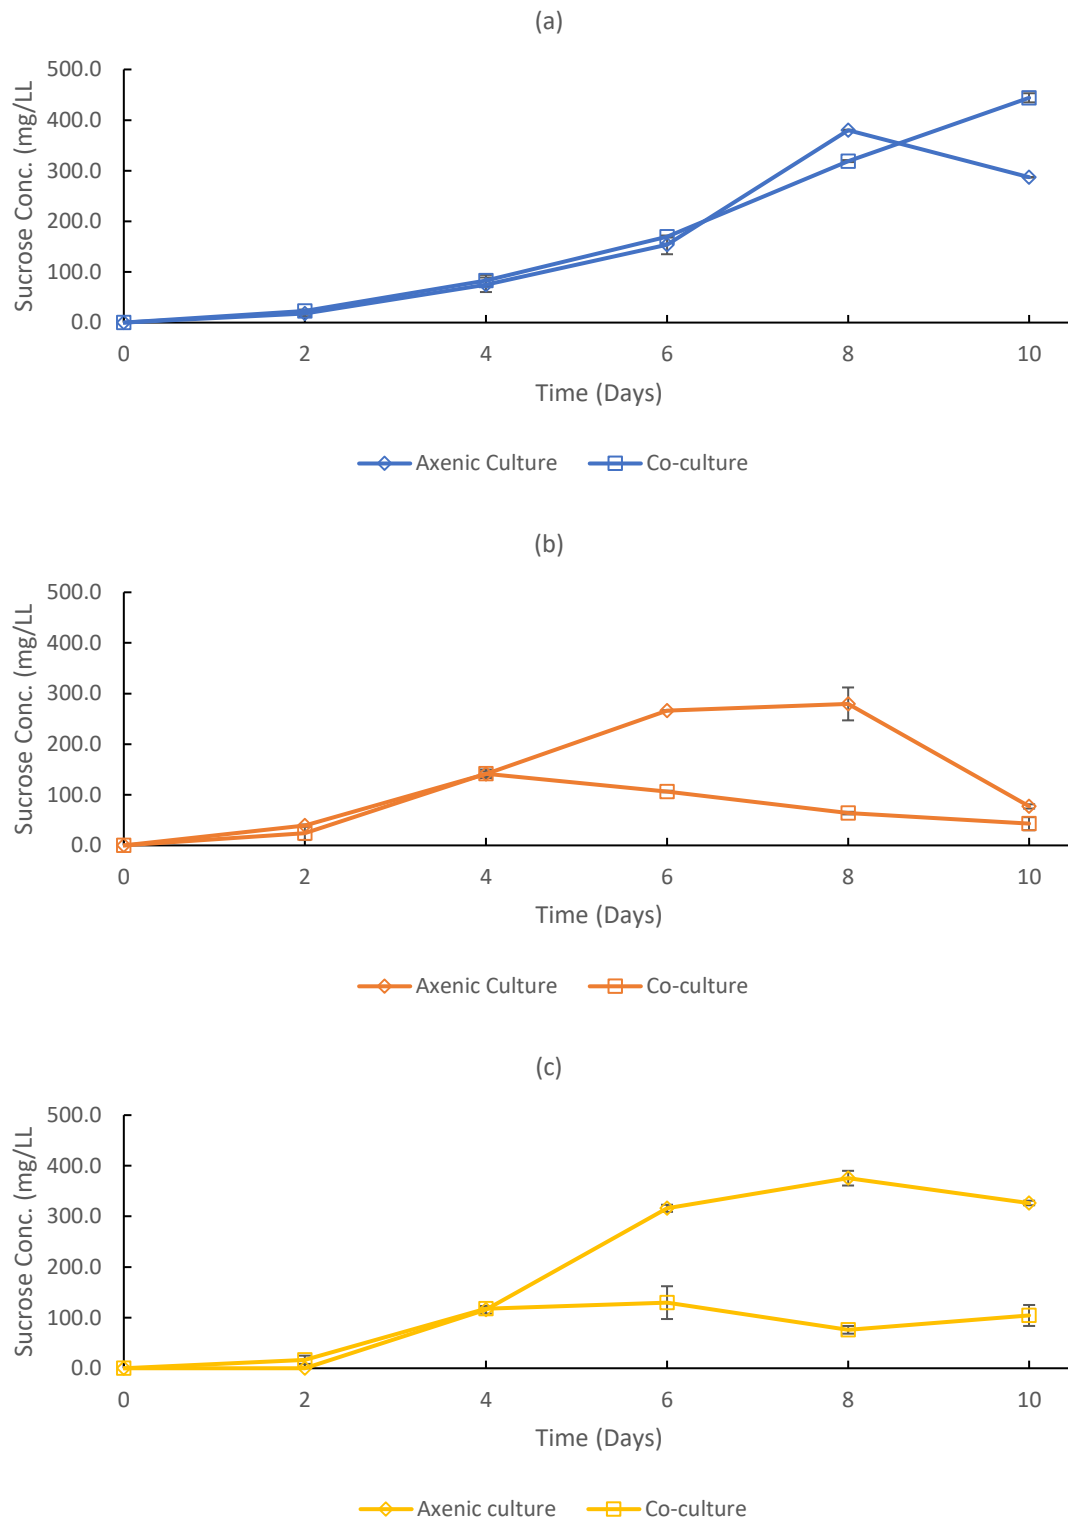 (a)
Sucrose Conc. (mg/LL
500.0
400.0
300.0
200.0
100.0
0.0
0 2 4 6 8 10
Time (Days)
Axenic Culture Co-culture
(b)
Sucrose Conc. (mg/LL
500.0
400.0
300.0
200.0
100.0
0.0
0 2 4 6 8 10
Time (Days)
Axenic Culture Co-culture
(c)
Sucrose Conc. (mg/LL
500.0
400.0
300.0
200.0
100.0
0.0
0 2 4 6 8 10
Time (Days)
Axenic culture Co-culture